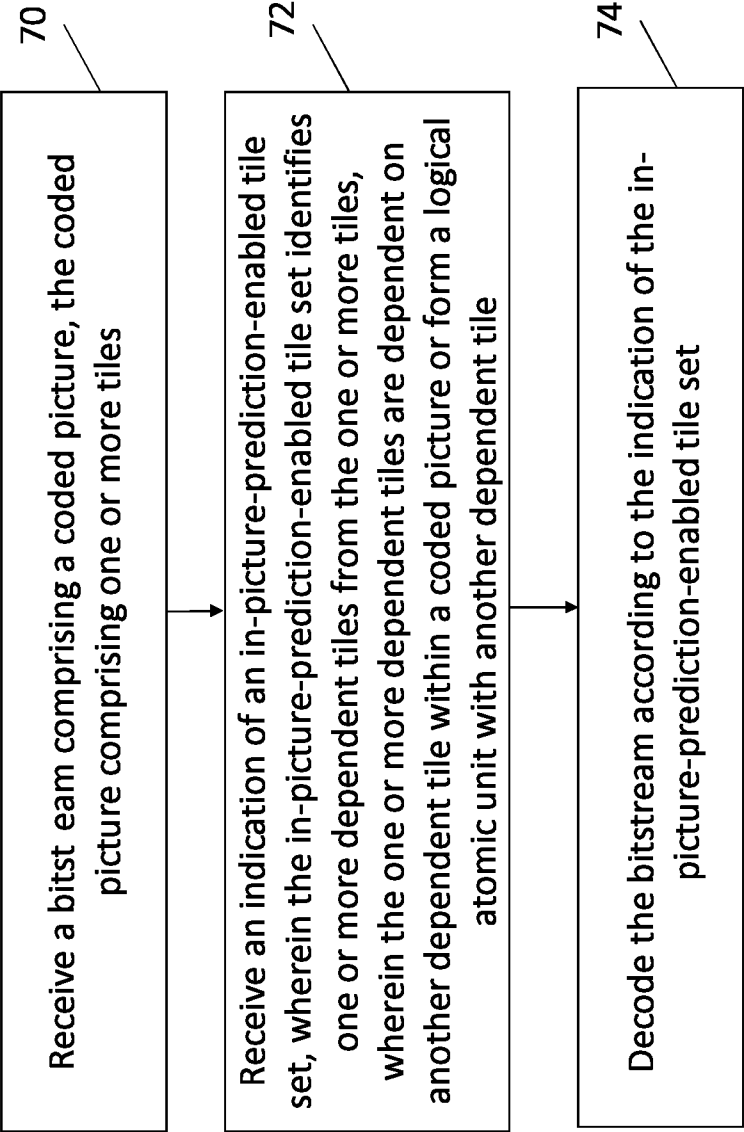 70
Receive a bitst eam comprising a coded picture, the coded
picture comprising one or more tiles
72
Receive an indication of an in-picture-prediction-enabled tile
set, wherein the in-picture-prediction-enabled tile set identifies
one or more dependent tiles from the one or more tiles,
wherein the one or more dependent tiles are dependent on
another dependent tile within a coded picture or form a logical
atomic unit with another dependent tile
74
Decode the bitstream according to the indication of the in-
picture-prediction-enabled tile set